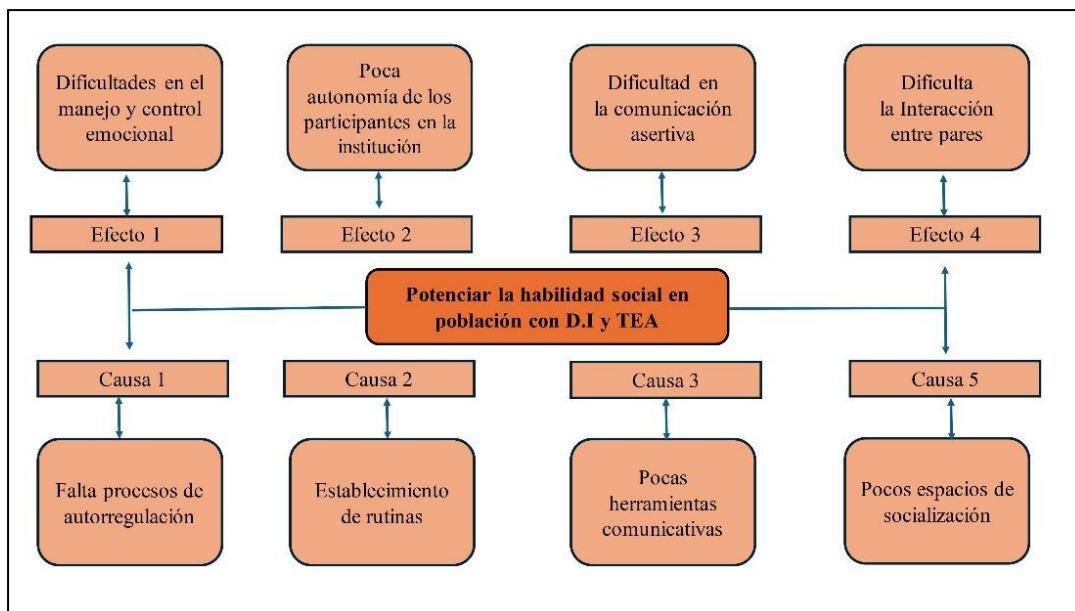 Dificultades en el
manejo y control
emocional
Poca
autonomía de los
participantes en la
institución
Dificultad en
la comunicación
asertiva
Dificulta
la Interacción
entre pares
Efecto 1
Efecto 2
Efecto 3
Efecto 4
Potenciar la habilidad social en
población con D.I y TEA
Causa 1
Causa 2
Causa 3
Causa 5
Falta procesos de
autorregulación
Establecimiento
de rutinas
Pocas
herramientas
comunicativas
Pocos espacios de
socialización